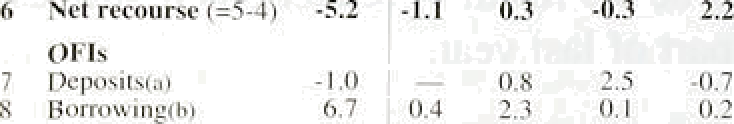 6 Net recourse (=5-4) -5.2 -1.1 0.3 -0.3 2.2
OFIs
7 Deposits(a) -1.0 — 0.8 2.5 -0.7
8 Borrowing(b) 6.7 0.4 2.3 0.1 0.2